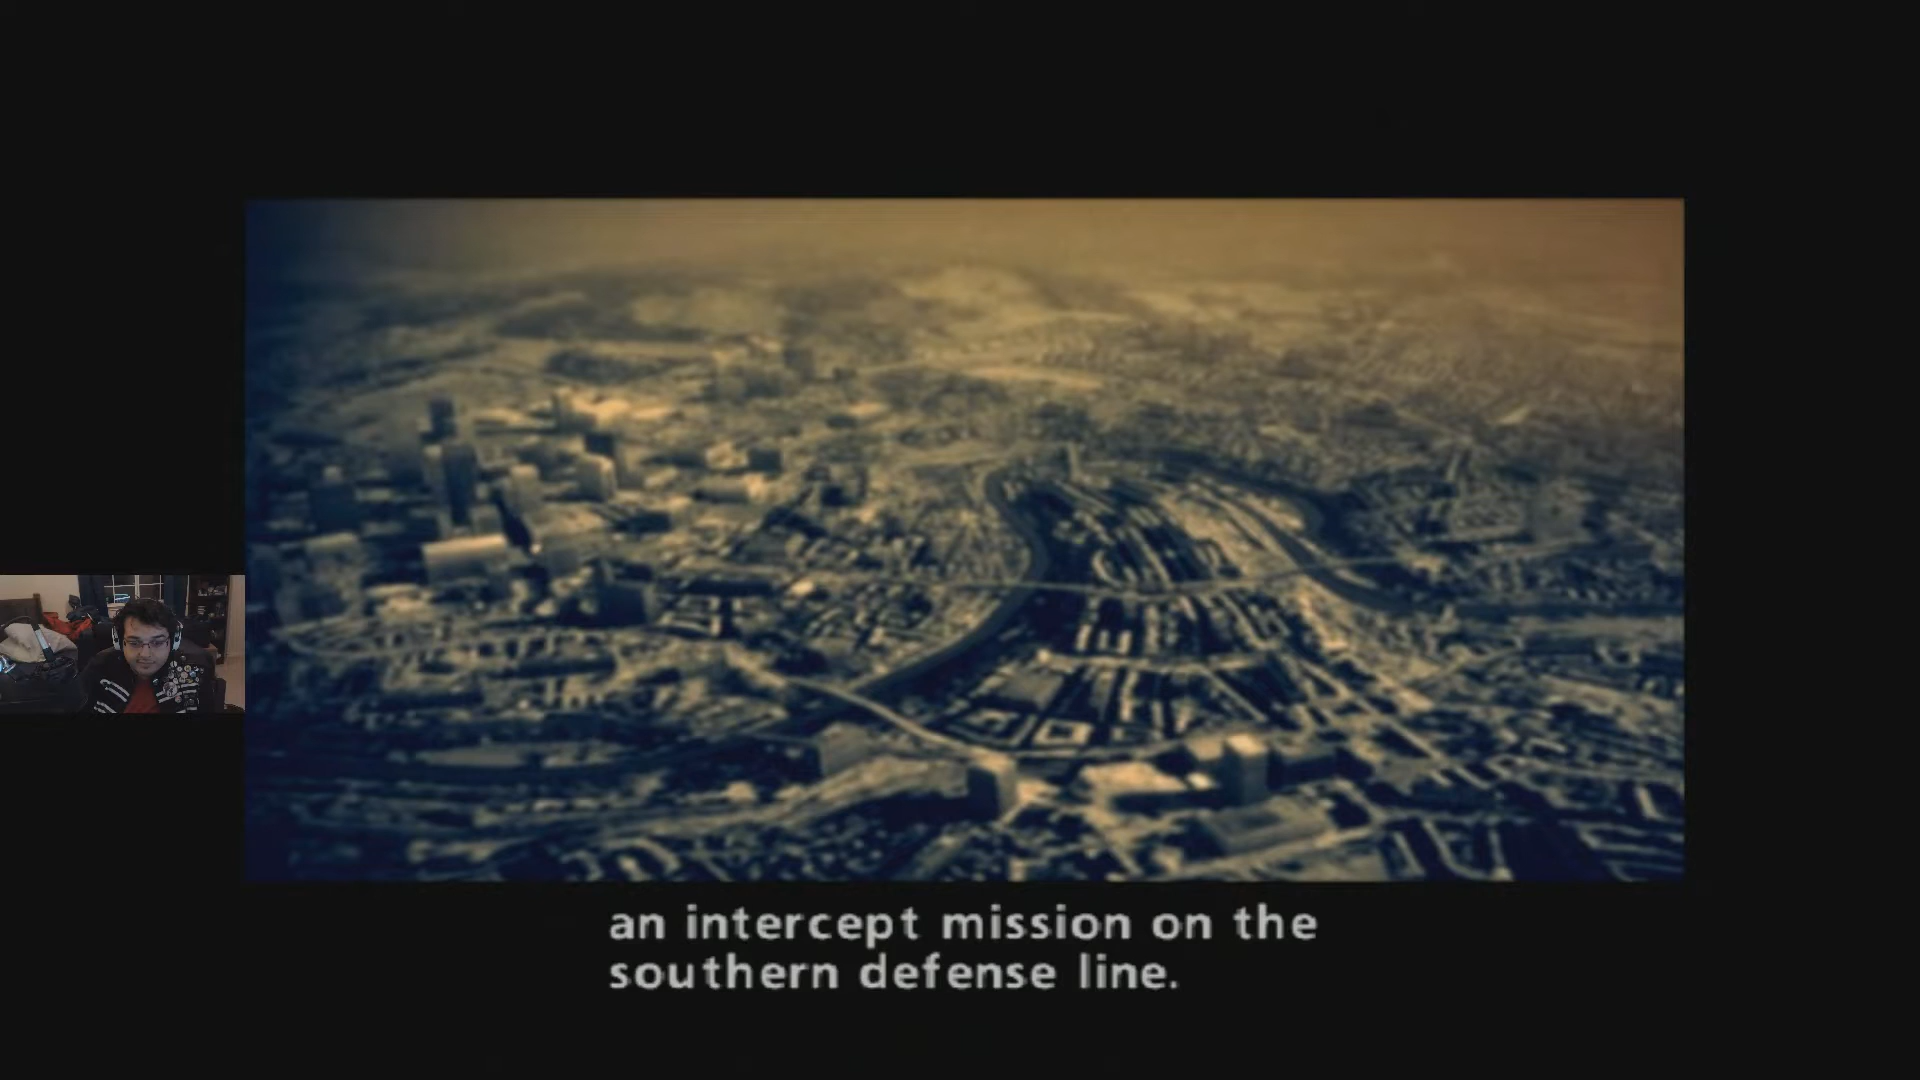 an intercept mission on the
southern defense line.